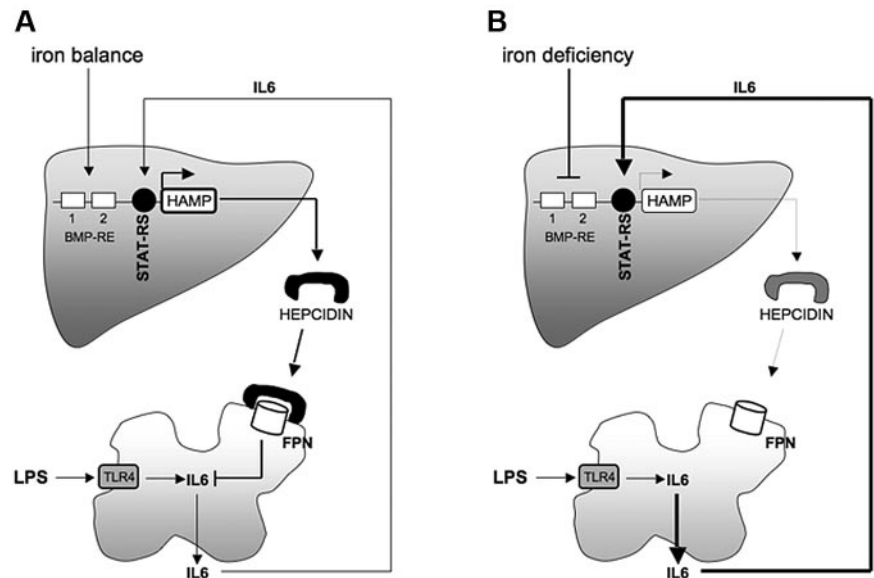 A
iron balance
IL6
HAMP
1 2
BMP-RE
STAT-RS
HEPCIDIN
FPN
LPS
TLR4
IL6
IL6
B
iron deficiency
IL6
HAMP
1 2
BMP-RE
STAT-RS
HEPCIDIN
FPN
LPS
TLR4
IL6
IL6